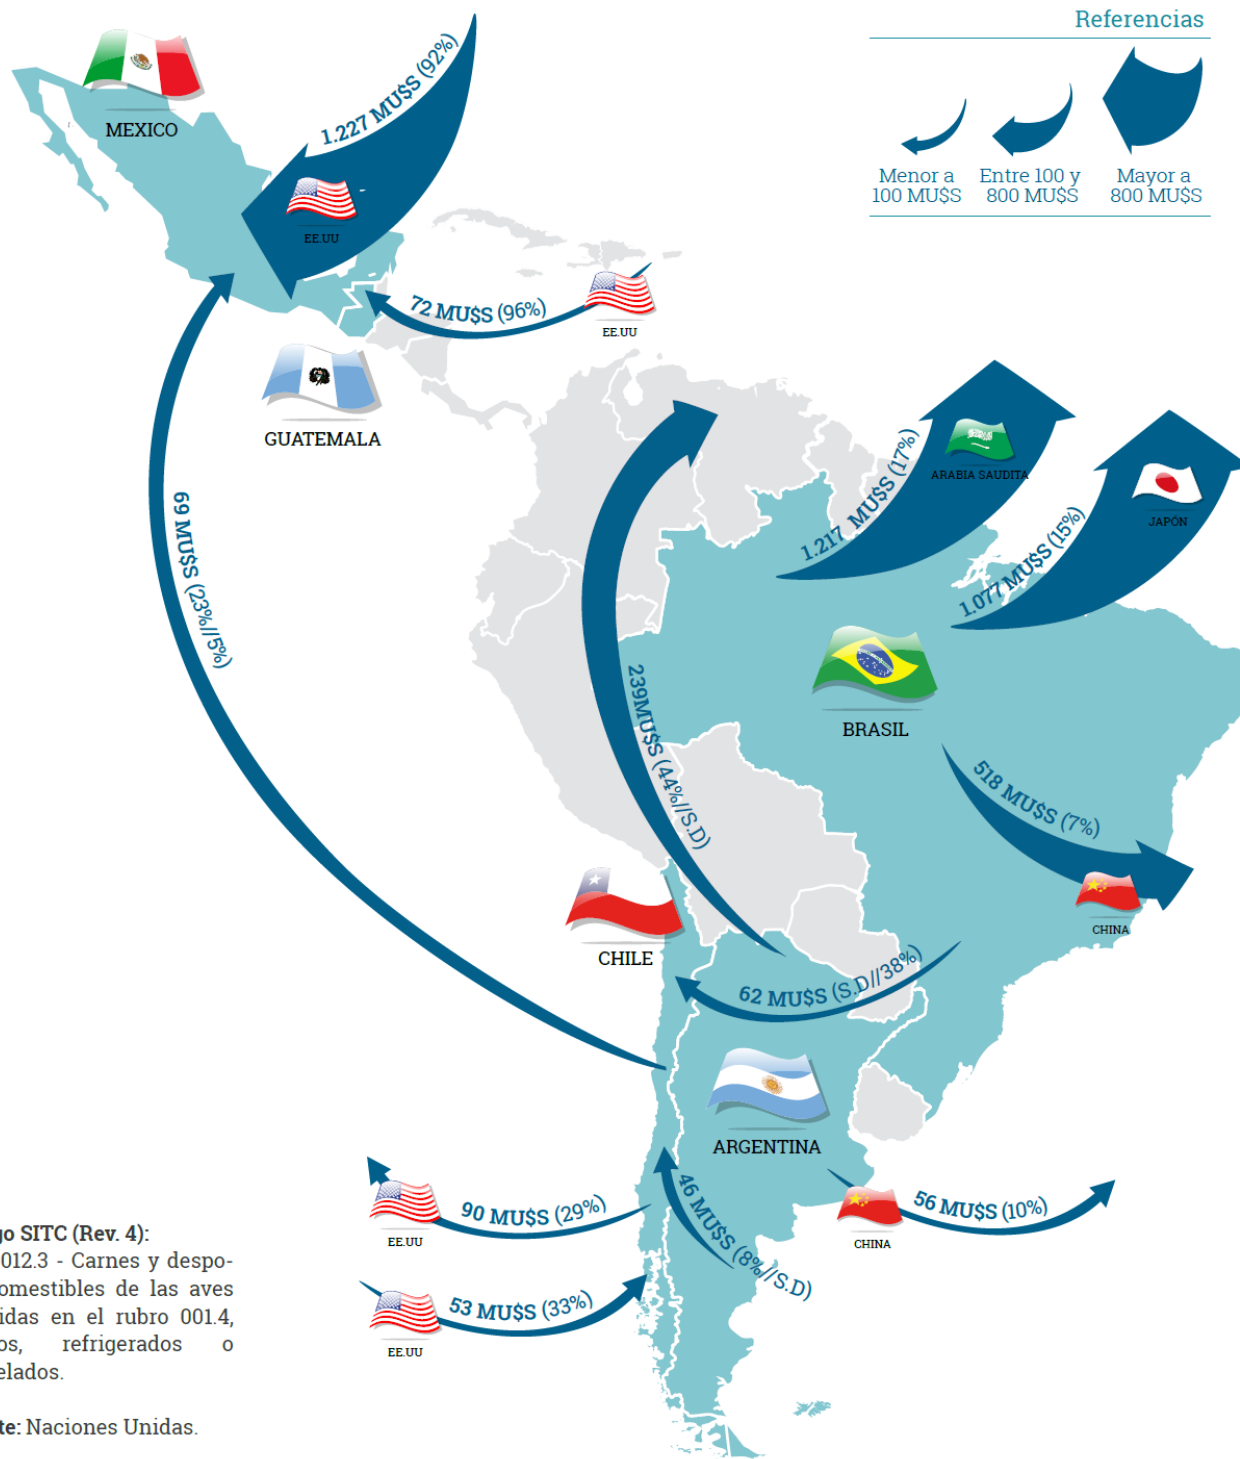 Referencias
Menor a
100 MU$S
Entre 100 y
800 MU$S
Mayor a
800 MU$S
MEXICO
1.227 MU$S (92%)
EE.UU
72 MU$S (96%)
EE.UU
GUATEMALA
69 MU$S (23%//5%)
239MU$S (44%//S.D)
1.217 MU$S (17%)
ARABIA SAUDITA
1.077 MU$S (15%)
JAPÓN
BRASIL
518 MU$S (7%)
CHINA
CHILE
62 MU$S (S.D//38%)
ARGENTINA
90 MU$S (29%)
EE.UU
46 MU$S (8%//S.D)
56 MU$S (10%)
CHINA
53 MU$S (33%)
EE.UU
go SITC (Rev. 4):
012.3 - Carnes y despo-
omestibles de las aves
idas en el rubro 001.4,
os, refrigerados o
elados.
te: Naciones Unidas.